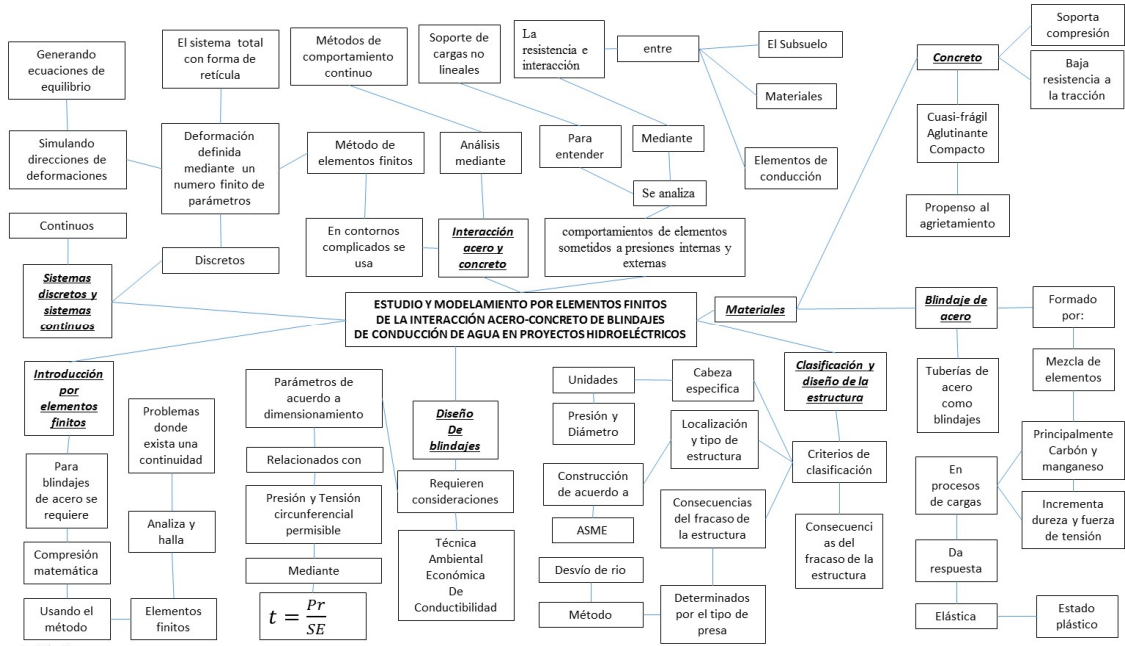 Generando
ecuaciones de
equilibrio
El sistema total
con forma de
retícula
Métodos de
comportamiento
continuo
Soporte de
cargas no
lineales
La
resistencia e
interacción
entre
El Subsuelo
Materiales
Elementos de
conducción
Concreto
Soporta
compresión
Baja
resistencia a
la tracción
Cuasi-frágil
Aglutinante
Compacto
Propenso al
agrietamiento
Simulando
direcciones de
deformaciones
Deformación
definida
mediante un
numero finito de
parámetros
Método de
elementos finitos
Análisis
mediante
Para
entender
Mediante
Se analiza
Continuos
Discretos
En contornos
complicados se
usa
Interacción
acero y
concreto
comportamientos de elementos
sometidos a presiones internas y
externas
Sistemas
discretos y
sistemas
continuos
ESTUDIO Y MODELAMIENTO POR ELEMENTOS FINITOS
DE LA INTERACCIÓN ACERO-CONCRETO DE BLINDAJES
DE CONDUCCIÓN DE AGUA EN PROYECTOS HIDROELÉCTRICOS
Materiales
Blindaje de
acero
Formado
por:
Mezcla de
elementos
Tuberías de
acero
como
blindajes
Principalmente
Carbón y
manganeso
En
procesos
de cargas
Incrementa
dureza y fuerza
de tensión
Da
respuesta
Elástica
Estado
plástico
Introducción
por
elementos
finitos
Para
blindajes
de acero se
requiere
Compresión
matemática
Usando el
método
Elementos
finitos
Analiza y
halla
Problemas
donde
exista una
continuidad
Parámetros de
acuerdo a
dimensionamiento
Relacionados con
Presión y Tensión
circunferencial
permisible
Mediante
t = Pr/SE
Diseño
De
blindajes
Requieren
consideraciones
Técnica
Ambiental
Económica
De
Conductibilidad
Unidades
Presión y
Diámetro
Cabeza
especifica
Localización
y tipo de
estructura
Construcción
de acuerdo a
ASME
Consecuencias
del fracaso de
la estructura
Desvío de rio
Método
Determinados
por el tipo de
presa
Clasificación y
diseño de la
estructura
Criterios de
clasificación
Consecuenci
as del
fracaso de la
estructura